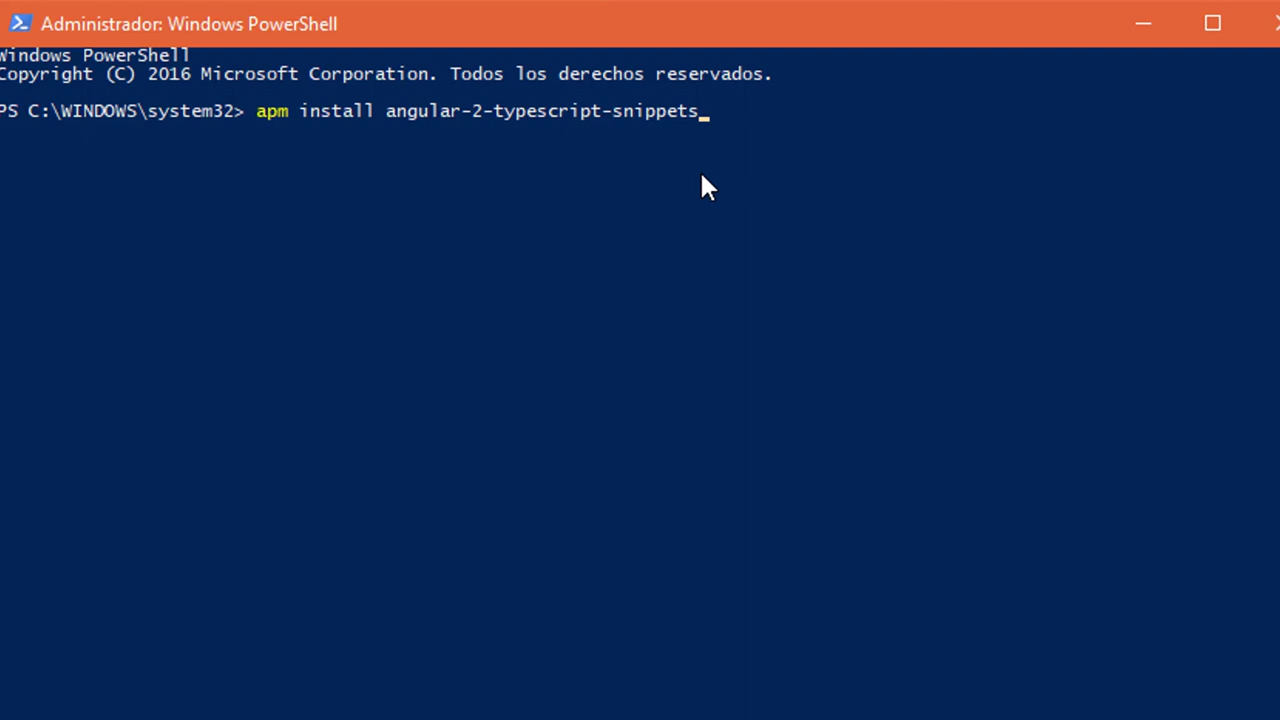 Administrador: Windows PowerShell
Windows PowerShell
Copyright (C) 2016 Microsoft Corporation. Todos los derechos reservados.
PS C:\WINDOWS\system32> apm install angular-2-typescript-snippets